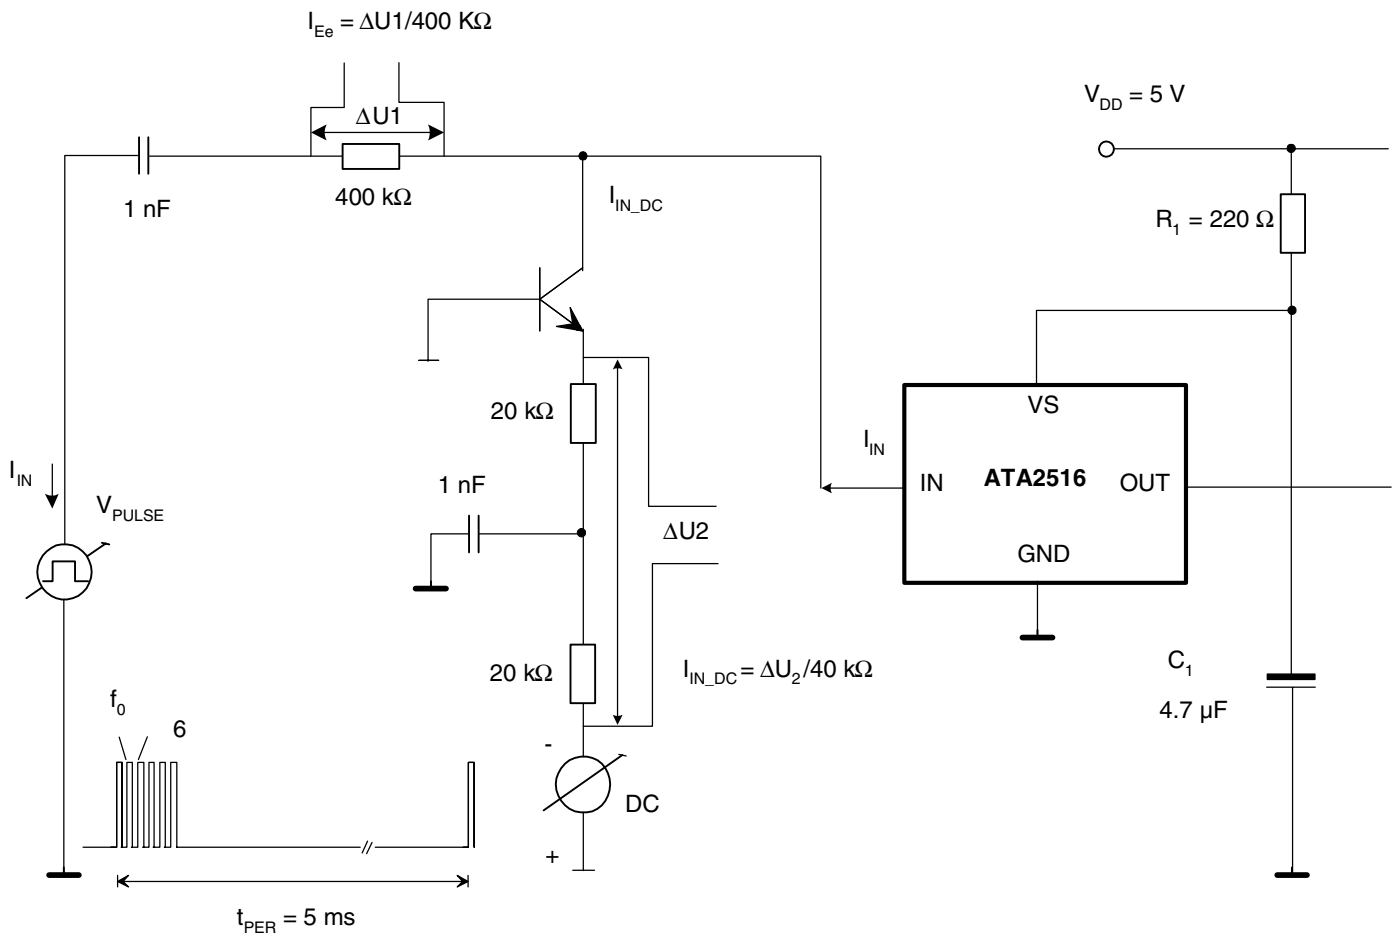 I_Ee = ΔU1/400 KΩ
ΔU1
V_DD = 5 V
1 nF
400 kΩ
I_IN_DC
R_1 = 220 Ω
20 kΩ
VS
I_IN
IN
ATA2516
OUT
I_IN
1 nF
V_PULSE
ΔU2
GND
20 kΩ
I_IN_DC = ΔU_2/40 kΩ
C_1
4.7 µF
f_0
6
-
DC
+
t_PER = 5 ms